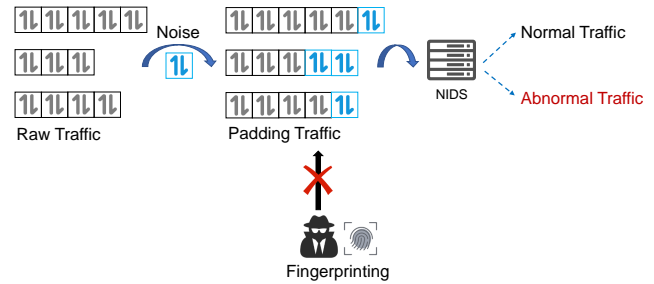 Noise
Raw Traffic
Padding Traffic
NIDS
Normal Traffic
Abnormal Traffic
Fingerprinting